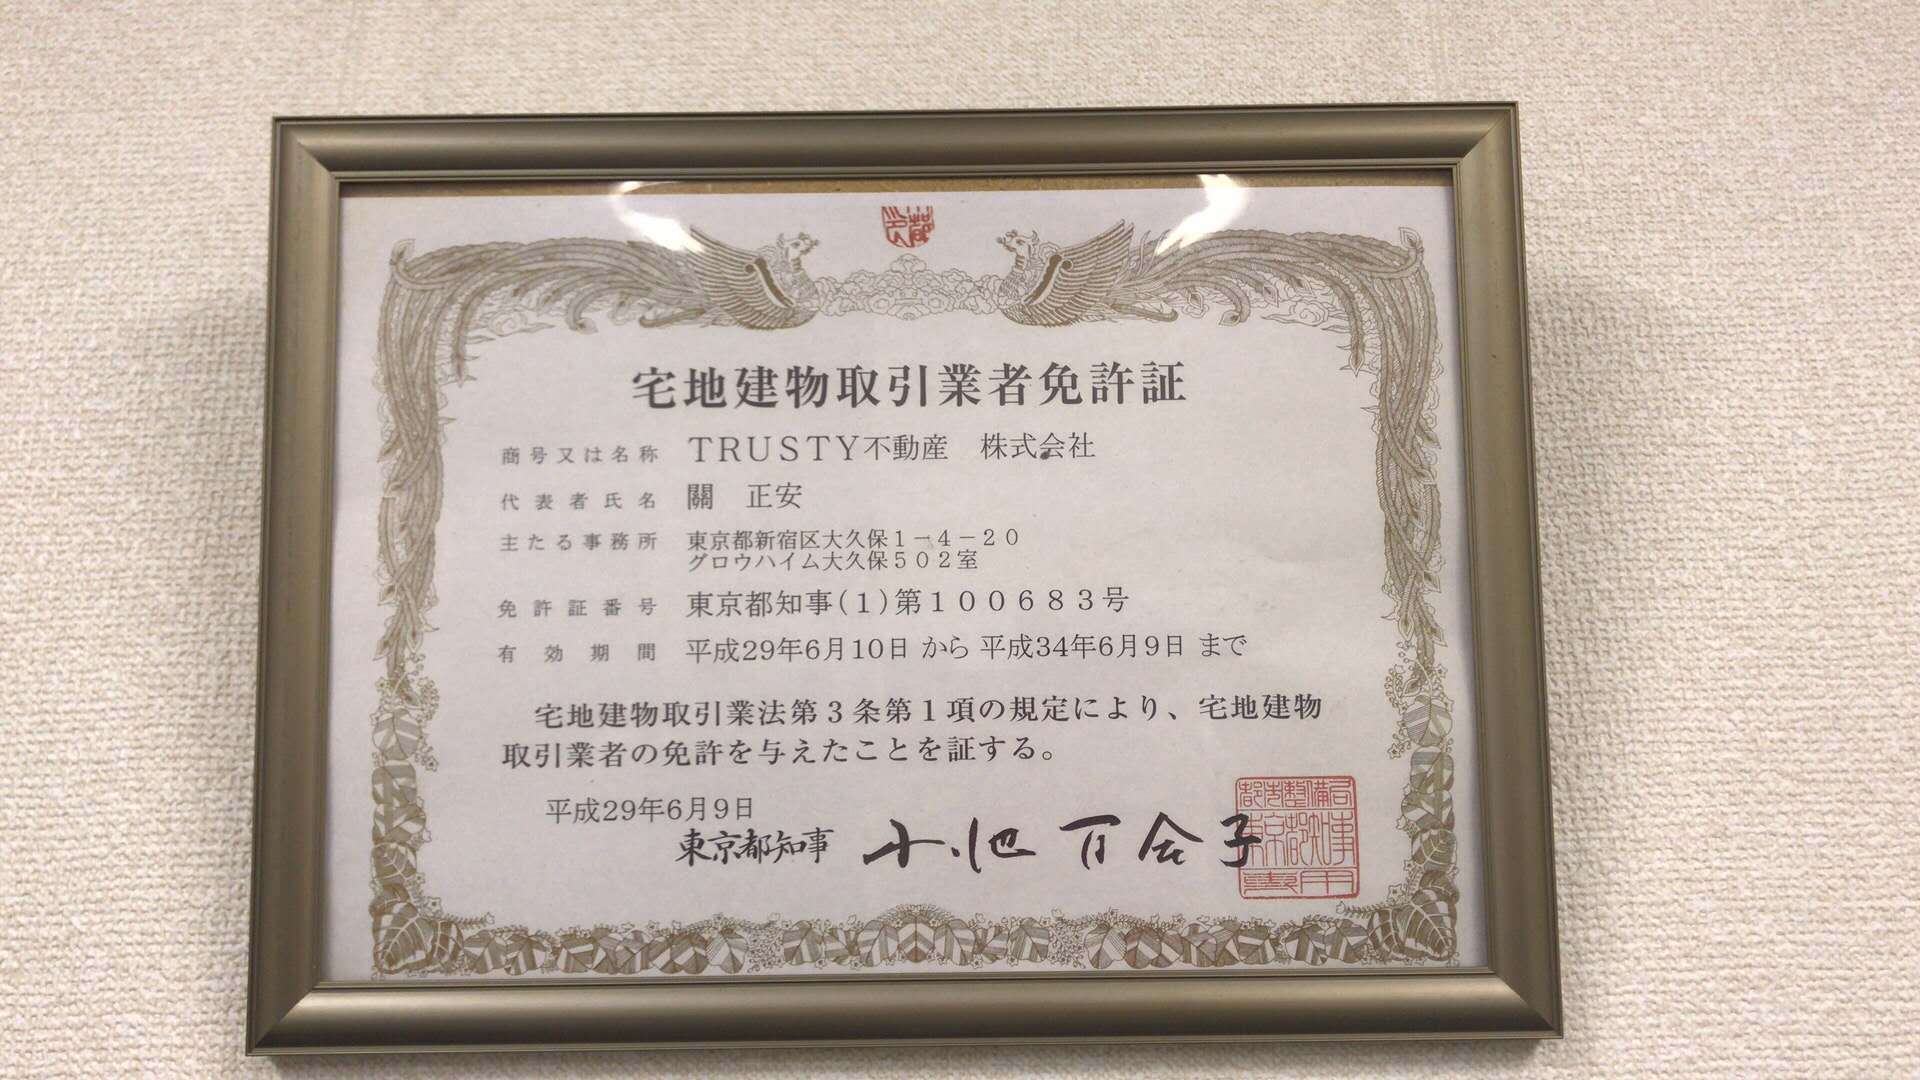 宅地建物取引業者免許証
商号又は名称 ＴＲＵＳＴＹ不動産　株式会社
代表者氏名 關　正安
主たる事務所 東京都新宿区大久保１－４－２０
グロウハイム大久保５０２室
免許証番号 東京都知事(１)第１００６８３号
有効期間 平成29年6月10日 から 平成34年6月9日 まで
宅地建物取引業法第３条第１項の規定により、宅地建物
取引業者の免許を与えたことを証する。
平成29年6月9日
東京都知事 小池百合子